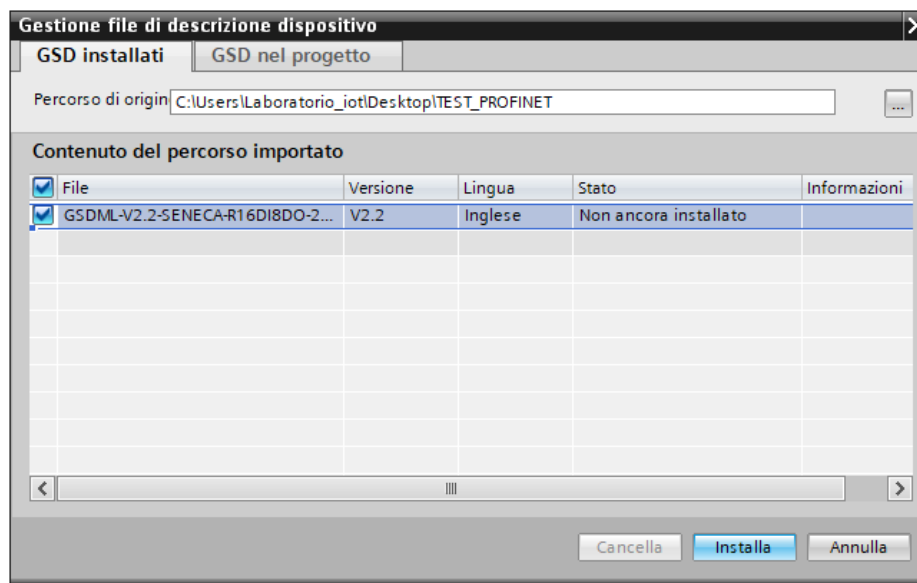 Gestione file di descrizione dispositivo
GSD installati GSD nel progetto
Percorso di origin C:\Users\Laboratorio_iot\Desktop\TEST_PROFINET ...
Contenuto del percorso importato
File Versione Lingua Stato Informazioni
GSDML-V2.2-SENECA-R16DI8DO-2... V2.2 Inglese Non ancora installato
Cancella Installa Annulla